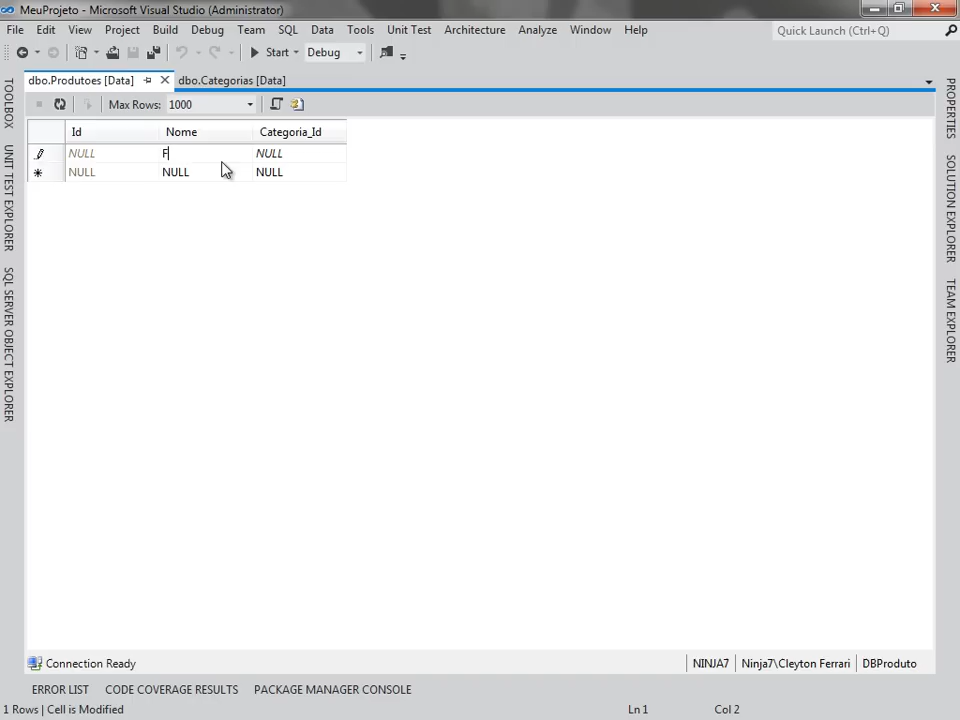 MeuProjeto - Microsoft Visual Studio (Administrator)
File Edit View Project Build Debug Team SQL Data Tools Unit Test Architecture Analyze Window Help
Quick Launch (Ctrl+Q)
Start Debug
dbo.Produtoes [Data] dbo.Categorias [Data]
Max Rows: 1000
Id Nome Categoria_Id
NULL F NULL
NULL NULL NULL
TOOLBOX
UNIT TEST EXPLORER
SQL SERVER OBJECT EXPLORER
PROPERTIES
SOLUTION EXPLORER
TEAM EXPLORER
Connection Ready NINJA7 Ninja7\Cleyton Ferrari DBProduto
ERROR LIST CODE COVERAGE RESULTS PACKAGE MANAGER CONSOLE
1 Rows | Cell is Modified Ln 1 Col 2